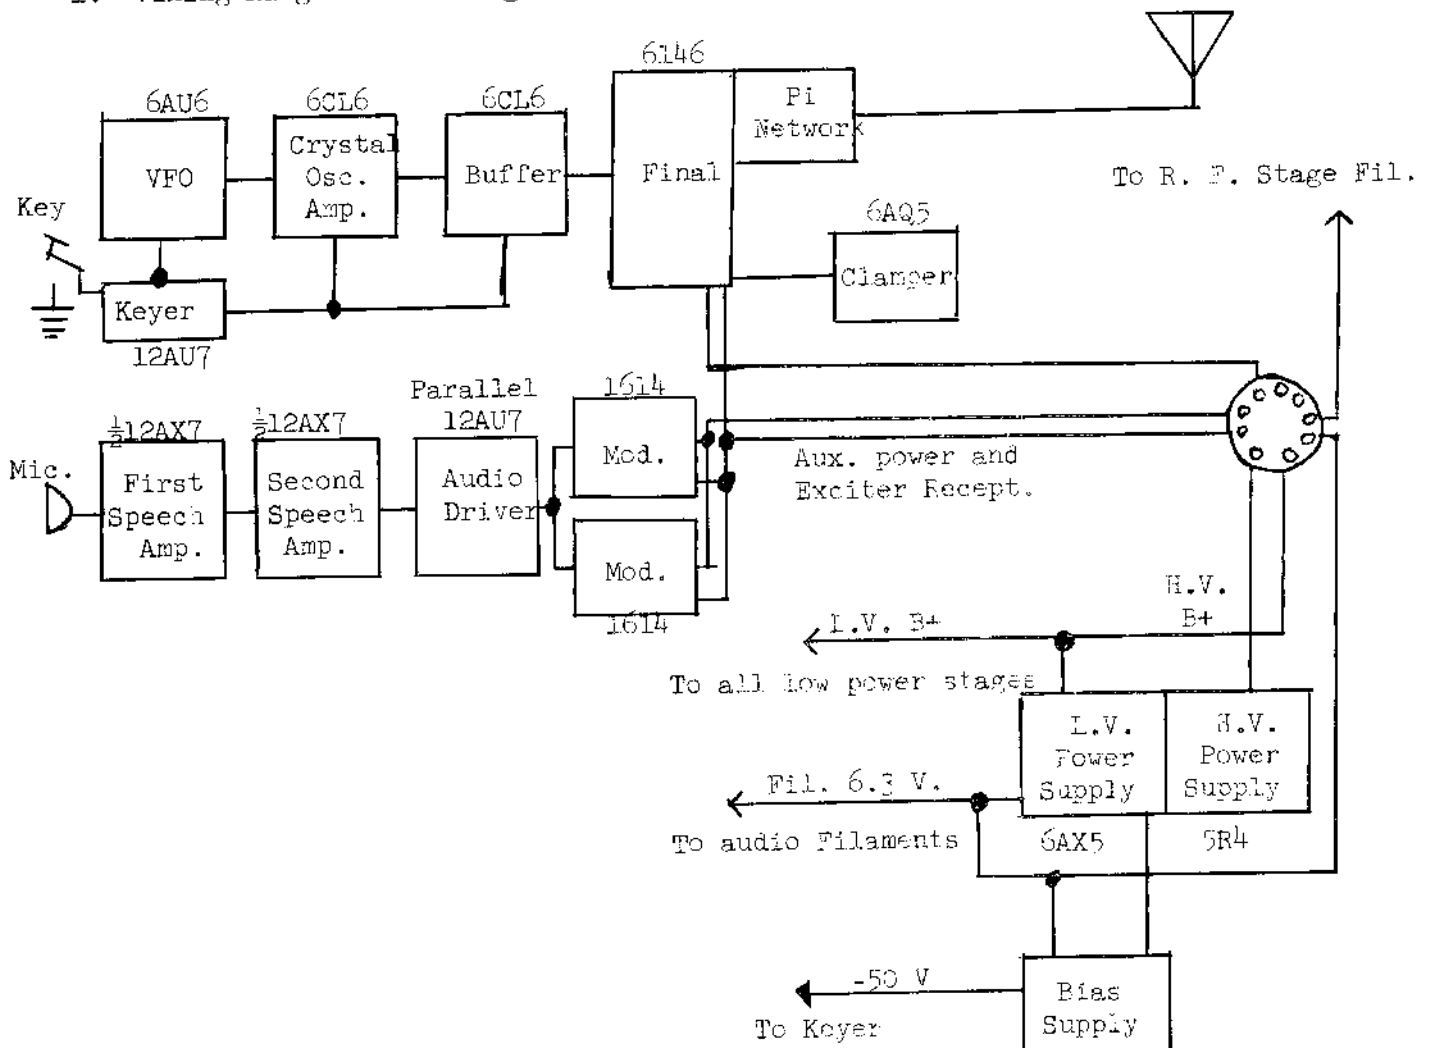 6146
6AU6
6CL6
6CL6
Pi
Network
VFO
Crystal
Osc.
Amp.
Buffer
Final
To R. F. Stage Fil.
Key
6AQ5
Clamper
Keyer
12AU7
Parallel
12AU7
1614
½12AX7
½12AX7
Mic.
First
Speech
Amp.
Second
Speech
Amp.
Audio
Driver
Mod.
Aux. power and
Exciter Recept.
Mod.
1614
H.V.
B+
L.V. B+
To all low power stages
L.V.
Power
Supply
H.V.
Power
Supply
Fil. 6.3 V.
To audio Filaments
6AX5
5R4
-50 V
To Keyer
Bias
Supply